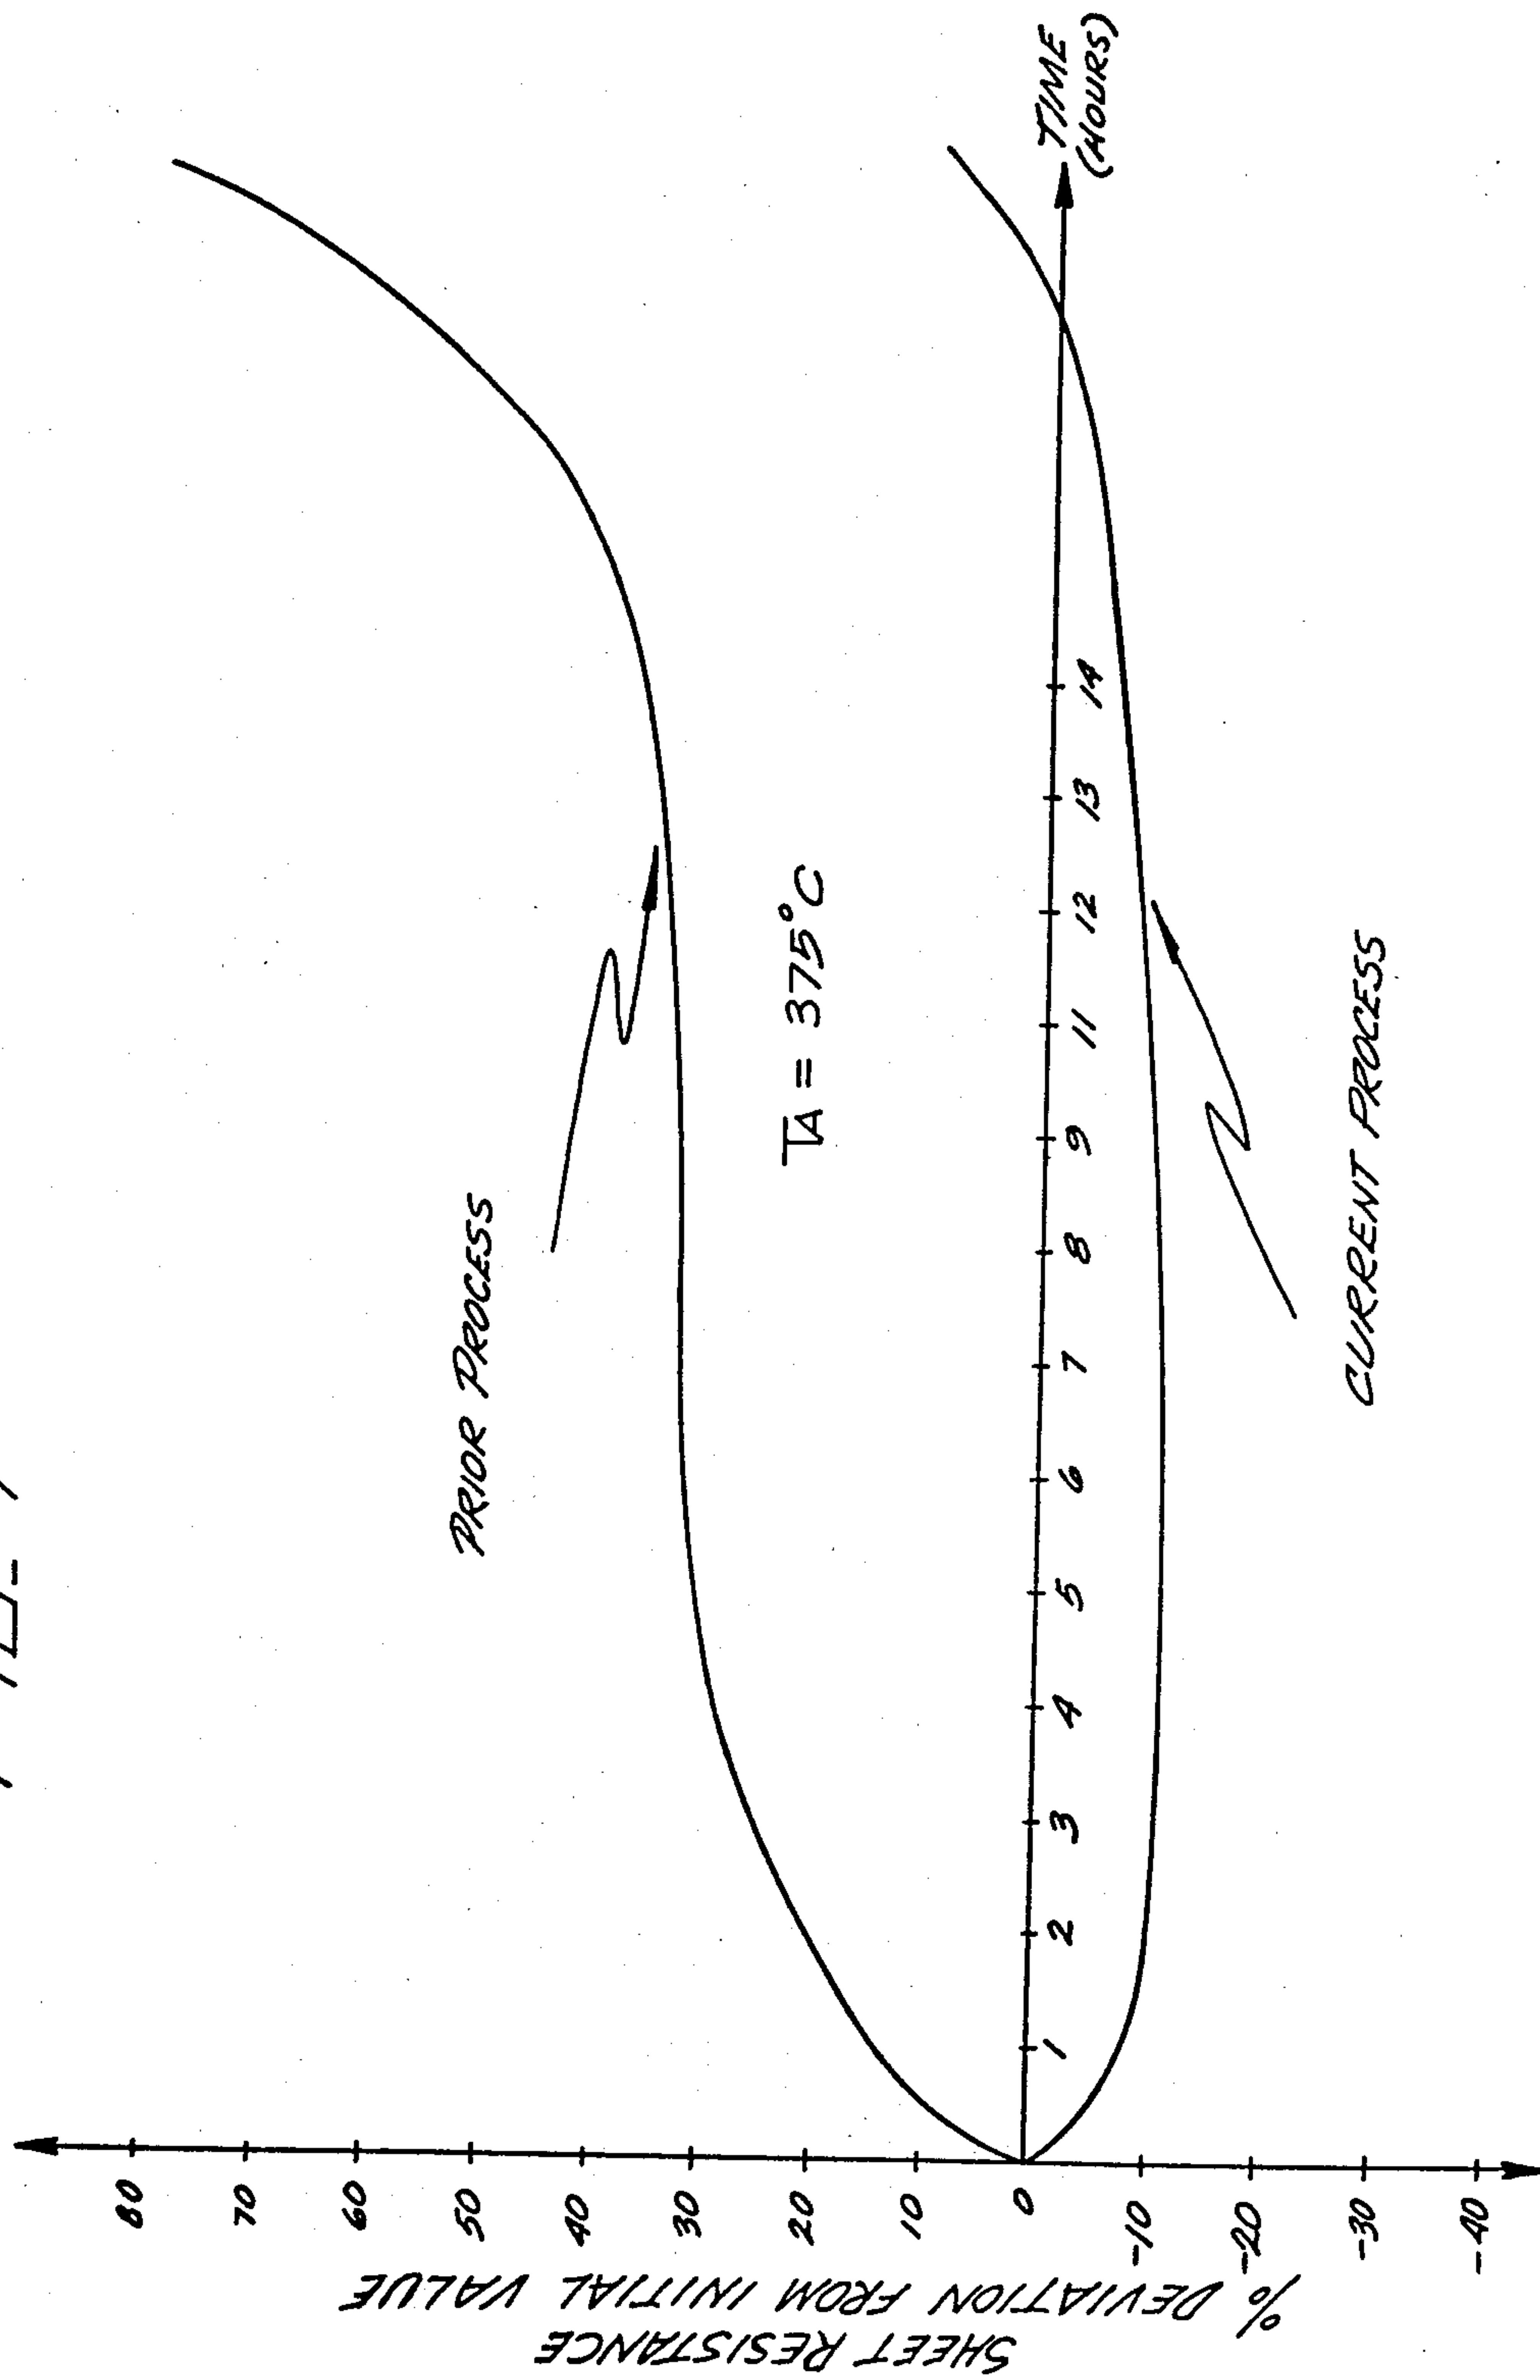 SHEET RESISTANCE
% DEVIATION FROM INITIAL VALUE
80
70
60
50
40
30
20
10
0
-10
-20
-30
-40
PRIOR PROCESS
TA = 375°C
1 2 3 4 5 6 7 8 9 11 12 13 14
TIME
(HOURS)
CURRENT PROCESS